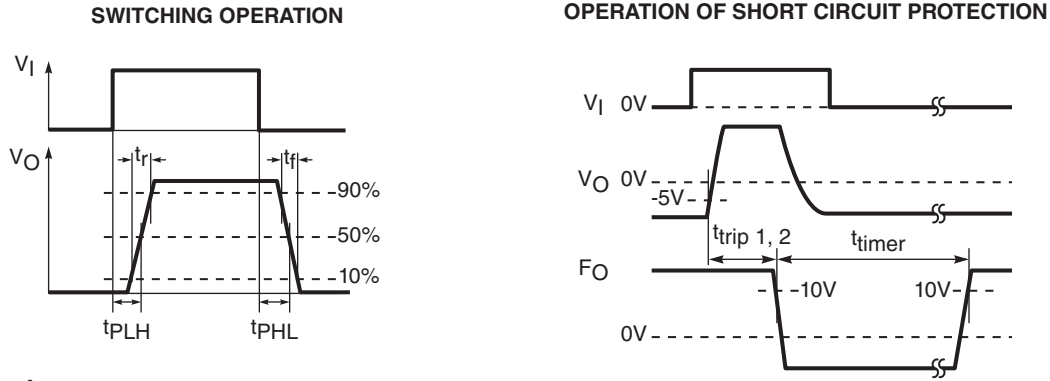 SWITCHING OPERATION
VI
VO
tr
tf
90%
50%
10%
tPLH
tPHL
OPERATION OF SHORT CIRCUIT PROTECTION
VI 0V
VO 0V
-5V
ttrip 1, 2
ttimer
FO
-10V
10V
0V